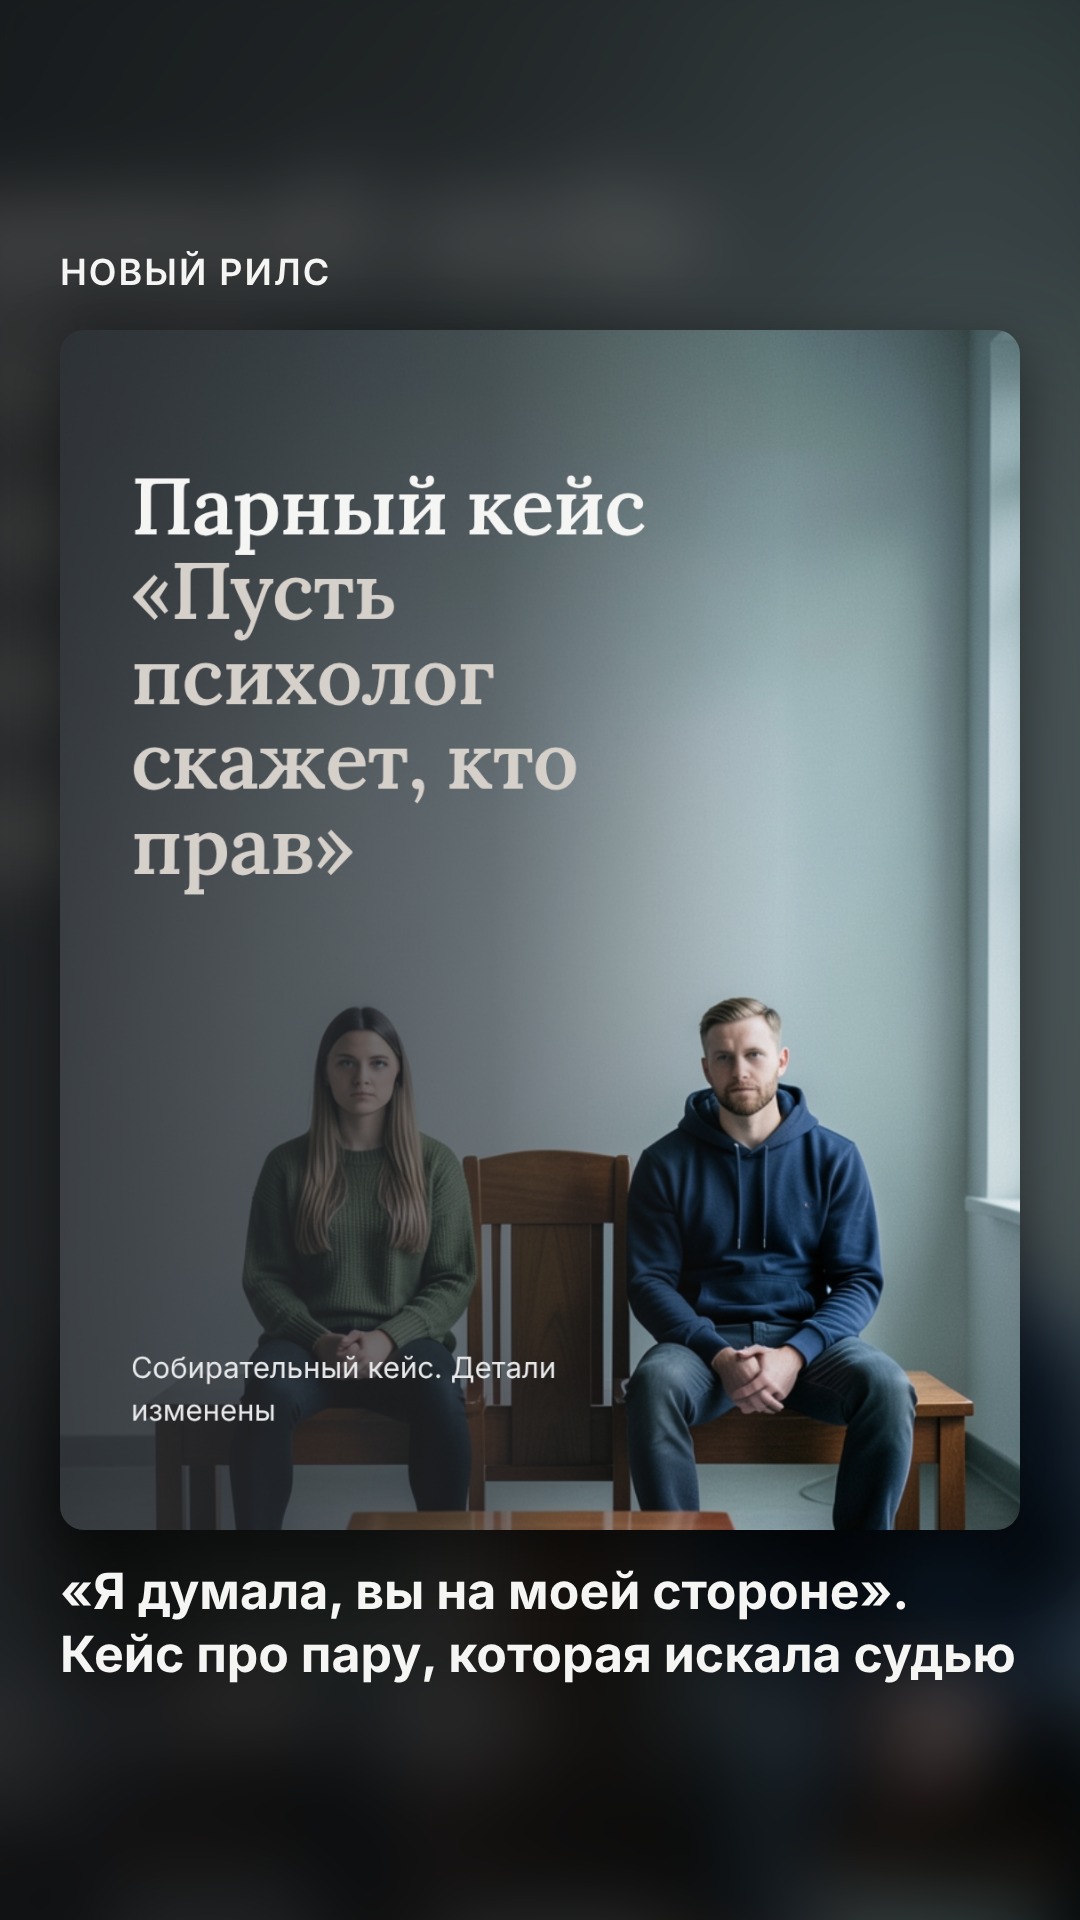 НОВЫЙ РИЛС
Парный кейс
«Пусть
психолог
скажет, кто
прав»
Собирательный кейс. Детали
изменены
«Я думала, вы на моей стороне».
Кейс про пару, которая искала судью